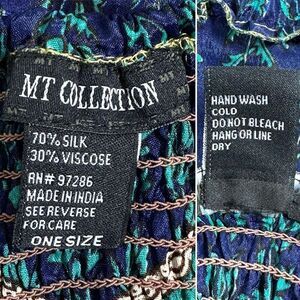 MT COLLECTION
70% SILK
30% VISCOSE
RN# 97286
MADE IN INDIA
SEE REVERSE
FOR CARE
ONE SIZE
HAND WASH
COLD
DO NOT BLEACH
HANG OR LINE
DRY